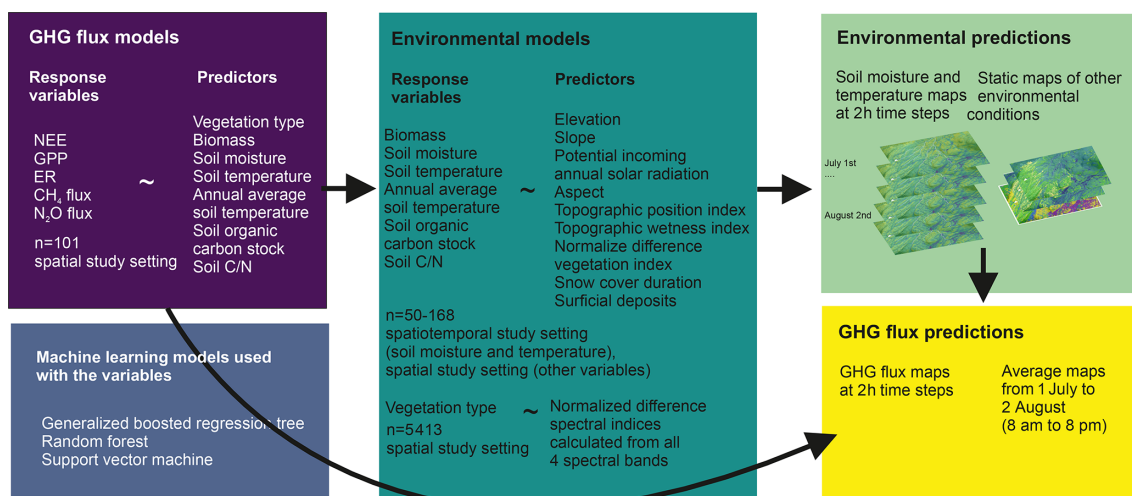 GHG flux models
Response
variables
NEE
GPP
ER
CH₄ flux
N₂O flux
n=101
spatial study setting
~
Predictors
Vegetation type
Biomass
Soil moisture
Soil temperature
Annual average
soil temperature
Soil organic
carbon stock
Soil C/N
Machine learning models used
with the variables
Generalized boosted regression tree
Random forest
Support vector machine
Environmental models
Response
variables
Biomass
Soil moisture
Soil temperature
Annual average
soil temperature
Soil organic
carbon stock
Soil C/N
~
Predictors
Elevation
Slope
Potential incoming
annual solar radiation
Aspect
Topographic position index
Topographic wetness index
Normalize difference
vegetation index
Snow cover duration
Surficial deposits
n=50-168
spatiotemporal study setting
(soil moisture and temperature),
spatial study setting (other variables)
Vegetation type
n=5413
spatial study setting
~
Normalized difference
spectral indices
calculated from all
4 spectral bands
Environmental predictions
Soil moisture and
temperature maps
at 2h time steps
Static maps of other
environmental
conditions
July 1st
....
August 2nd
GHG flux predictions
GHG flux maps
at 2h time steps
Average maps
from 1 July to
2 August
(8 am to 8 pm)